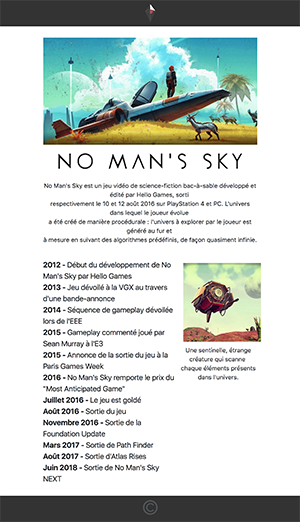 NO MAN'S SKY
No Man's Sky est un jeu vidéo de science-fiction bac-à-sable développé et
édité par Hello Games, sorti
respectivement le 10 et 12 août 2016 sur PlayStation 4 et PC. L'univers
dans lequel le joueur évolue
a été créé de manière procédurale : l'univers à explorer par le joueur est
généré au fur et
à mesure en suivant des algorithmes prédéfinis, de façon quasiment infinie.
2012 - Début du développement de No
Man's Sky par Hello Games
2013 - Jeu dévoilé à la VGX au travers
d'une bande-annonce
2014 - Séquence de gameplay dévoilée
lors de l'EEE
2015 - Gameplay commenté joué par
Sean Murray à l'E3
2015 - Annonce de la sortie du jeu à la
Paris Games Week
2016 - No Man's Sky remporte le prix du
"Most Anticipated Game"
Juillet 2016 - Le jeu est goldé
Août 2016 - Sortie du jeu
Novembre 2016 - Sortie de la
Foundation Update
Mars 2017 - Sortie de Path Finder
Août 2017 - Sortie d'Atlas Rises
Juin 2018 - Sortie de No Man's Sky
NEXT
Une sentinelle, étrange
créature qui scanne
chaque éléments présents
dans l'univers.
©